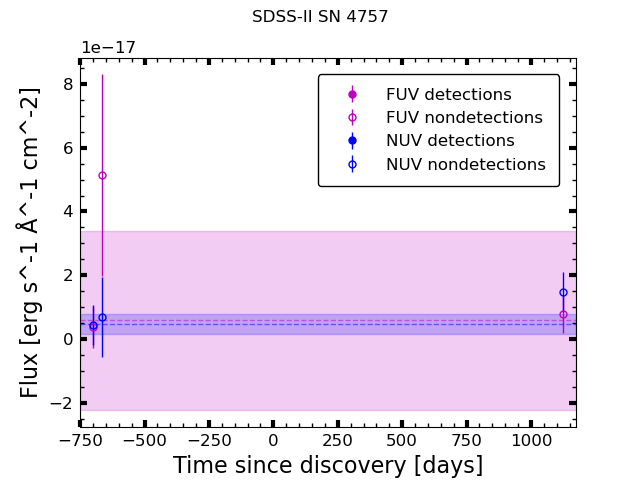 SDSS-II SN 4757
1e−17
FUV detections
FUV nondetections
NUV detections
NUV nondetections
8
6
4
2
0
−2
Flux [erg s^-1 Å^-1 cm^-2]
−750 −500 −250 0 250 500 750 1000
Time since discovery [days]